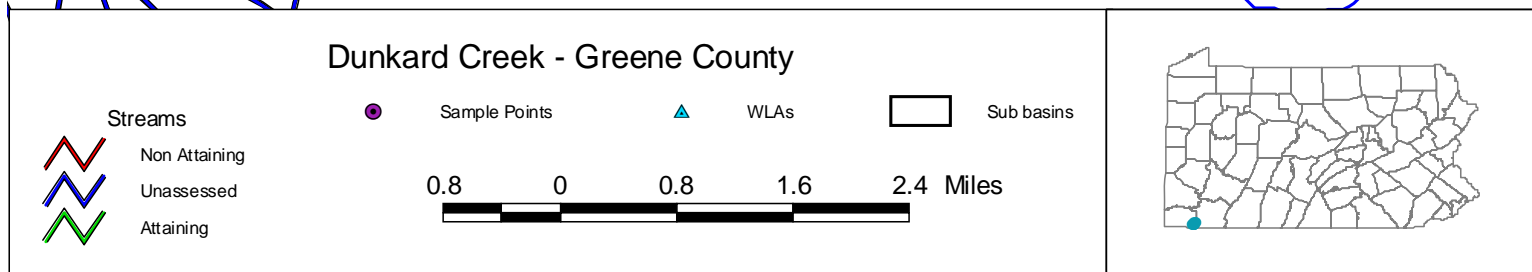 Dunkard Creek - Greene County
Streams
Non Attaining
Unassessed
Attaining
Sample Points
WLAs
Sub basins
0.8 0 0.8 1.6 2.4 Miles